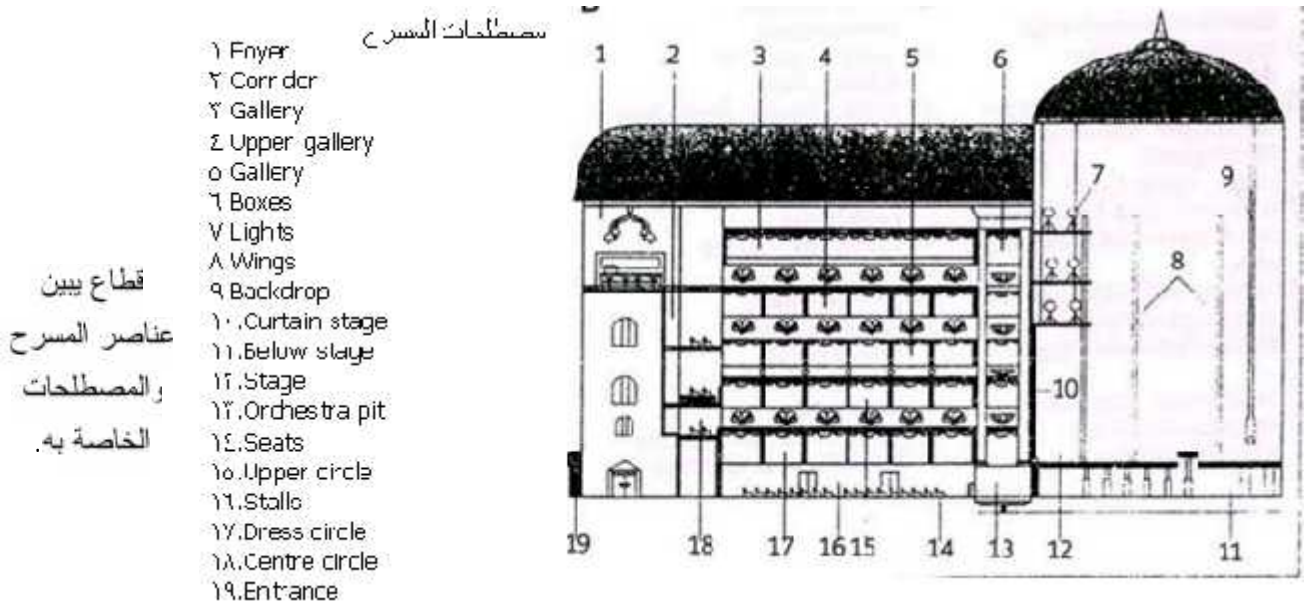 مصطلحات المسرح
١ Foyer
٢ Corridor
٣ Gallery
٤ Upper gallery
٥ Gallery
٦ Boxes
٧ Lights
٨ Wings
٩ Backdrop
١٠.Curtain stage
١١.Below stage
١٢.Stage
١٣.Orchestra pit
١٤.Seats
١٥.Upper circle
١٦.Stalls
١٧.Dress circle
١٨.Centre circle
١٩.Entrance
قطاع يبين
عناصر المسرح
والمصطلحات
الخاصة به.
1 2 3 4 5 6
7 9
8
10
19 18 17 16 15 14 13 12 11